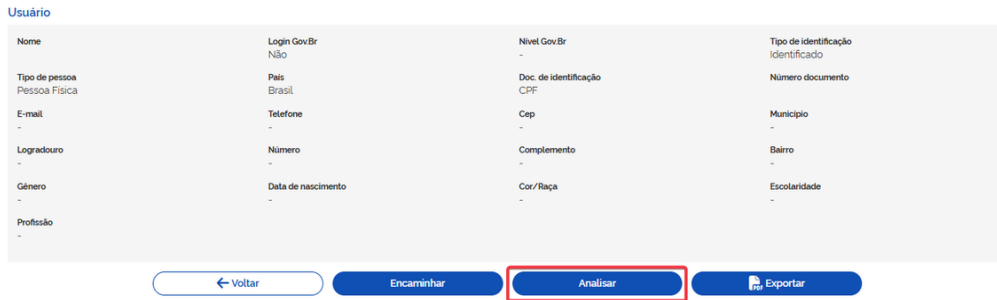 Usuário
Nome Login Gov.Br Nível Gov.Br Tipo de identificação
Não - Identificado
Tipo de pessoa País Doc. de identificação Número documento
Pessoa Física Brasil CPF
E-mail Telefone Cep Município
- - - -
Logradouro Número Complemento Bairro
- - - -
Gênero Data de nascimento Cor/Raça Escolaridade
- - - -
Profissão
-
Voltar Encaminhar Analisar PDF Exportar